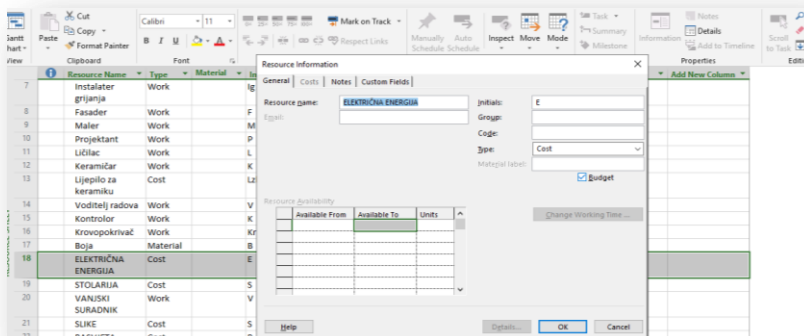 Cut
Calibri 11
Mark on Track
Task
Notes
Gantt
Chart
Paste
Copy
Respect Links
Manually
Schedule
Auto
Schedule
Inspect Move Mode
Summary
Information
Details
Scroll
to Task
Format Painter
B I U
Milestone
Add to Timeline
View Clipboard Font Properties
Resource Name Type Material
Add New Column
7 Instalater grijanja Work Ig
8 Fasader Work F
9 Maler Work M
10 Projektant Work P
11 Ličilac Work L
12 Keramičar Work K
13 Lijepilo za keramiku Cost
14 Voditelj radova Work V
15 Kontrolor Work K
16 Krovopokrivač Work Kr
17 Boja Material B
18 ELEKTRIČNA ENERGIJA Cost E
19 STOLARIJA Cost S
20 VANJSKI SURADNIK Work V
21 SLIKE Cost S
Resource Information
General Costs Notes Custom Fields
Resource name: ELEKTRIČNA ENERGIJA Initials: E
Email: Group:
Code:
Type: Cost
Material label:
Budget
Resource Availability
Available From Available To Units
Change Working Time ...
Help Details... OK Cancel